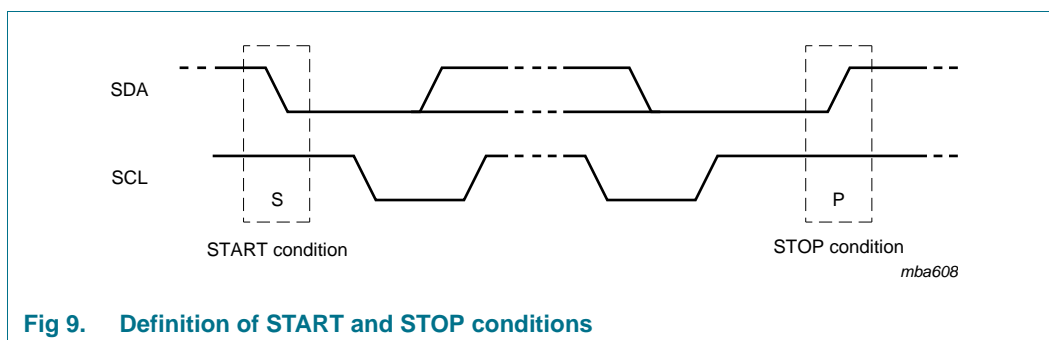 SDA
SCL
S
P
START condition
STOP condition
mba608
Fig 9. Definition of START and STOP conditions